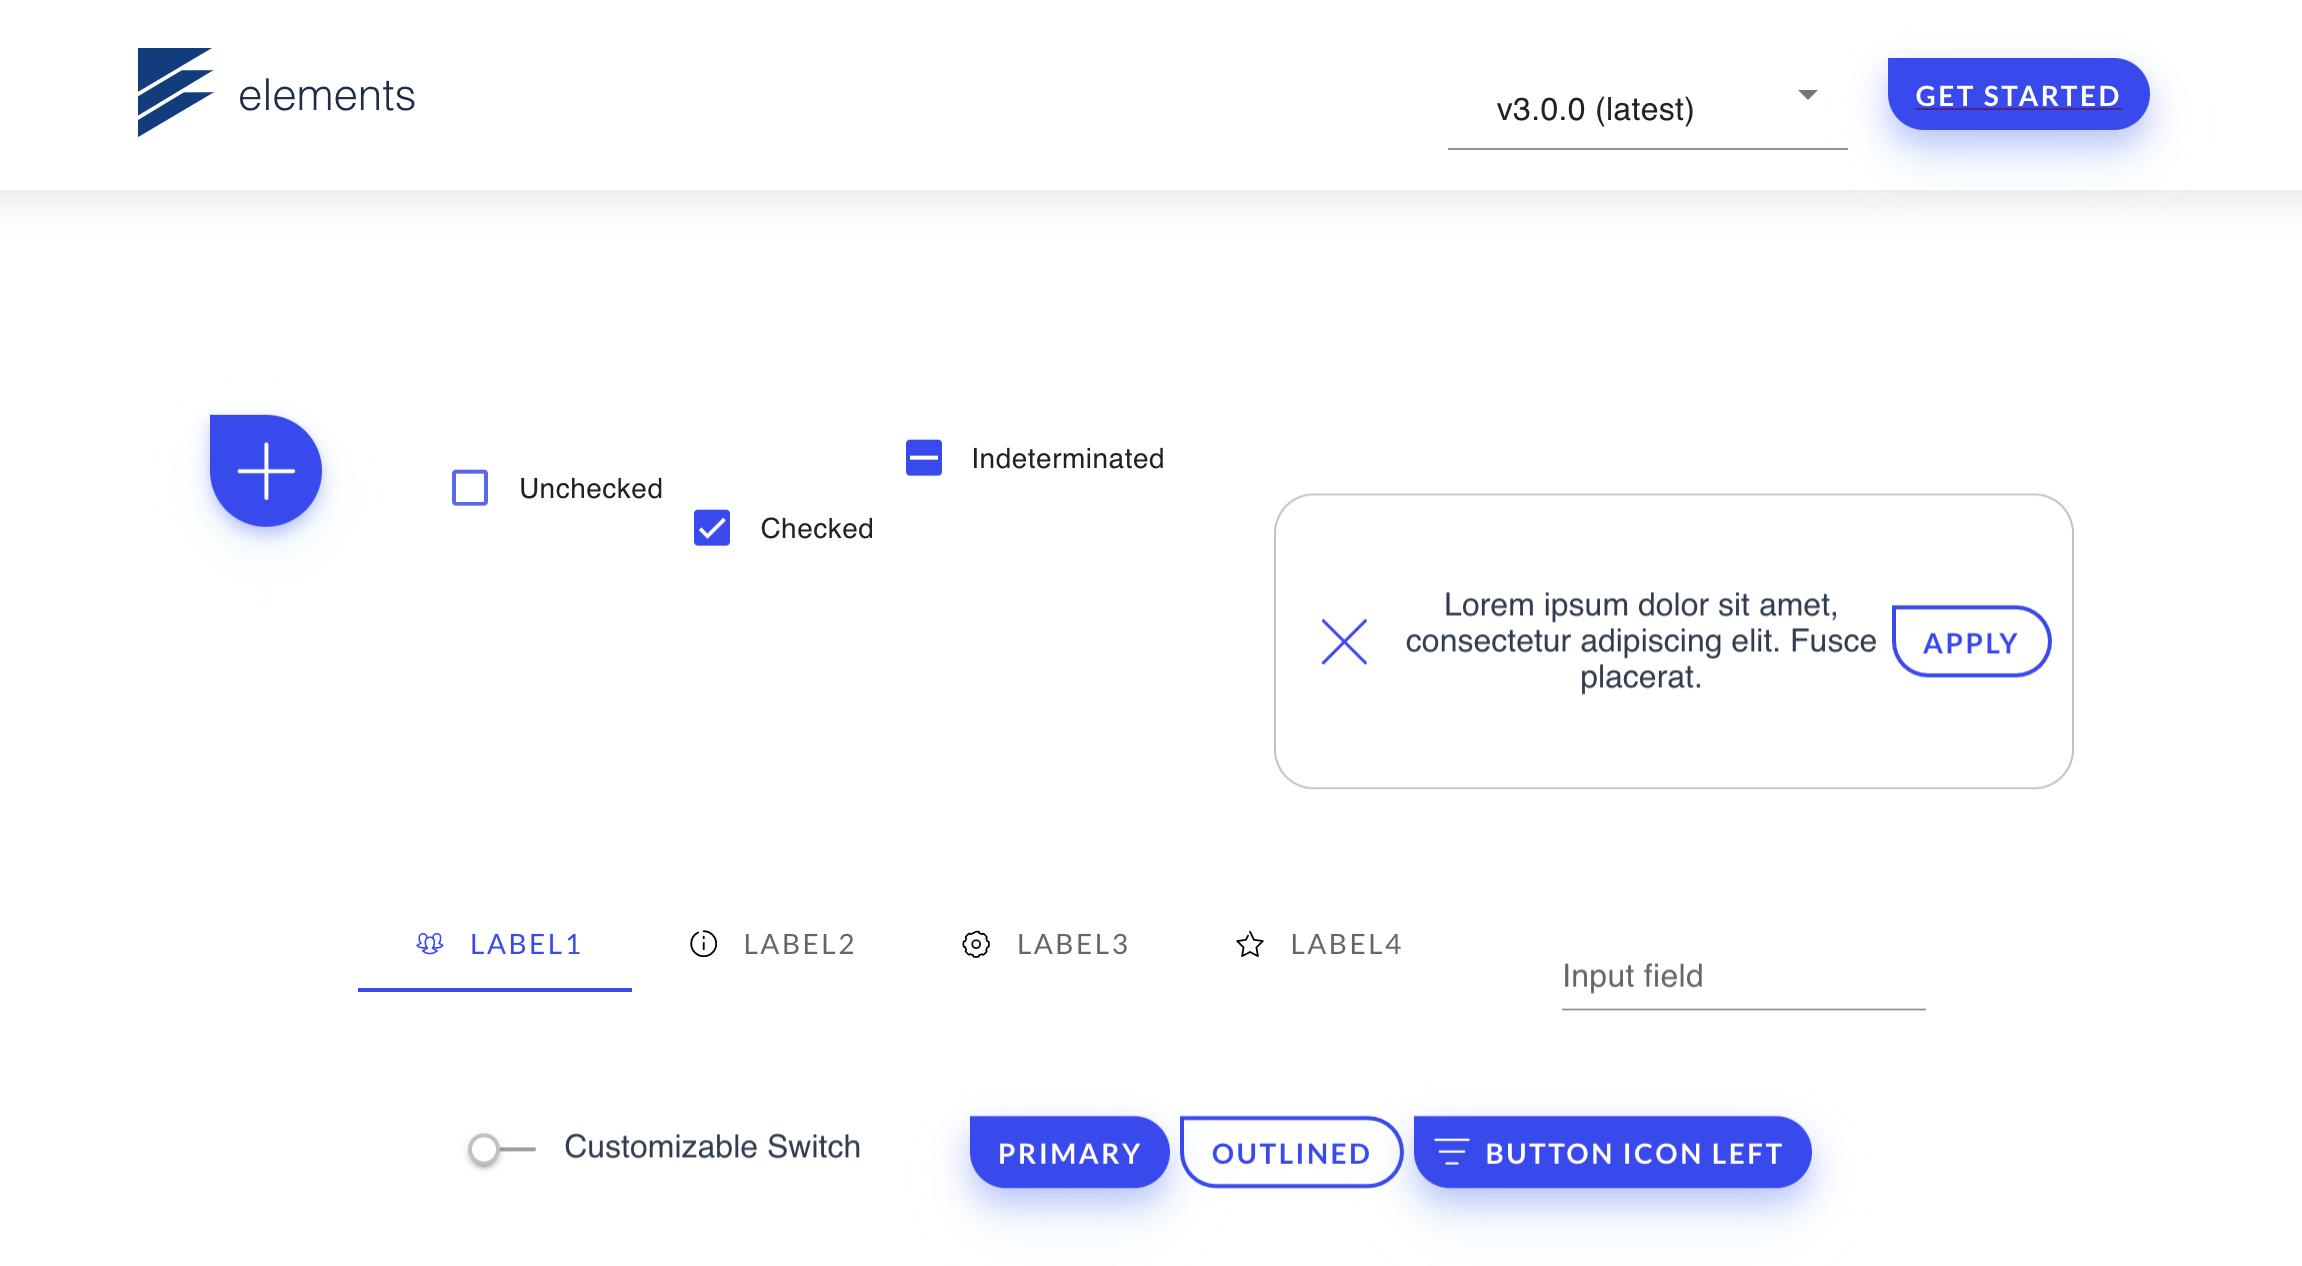 elements
v3.0.0 (latest)
GET STARTED
Indeterminated
Unchecked
Checked
Lorem ipsum dolor sit amet,
consectetur adipiscing elit. Fusce
placerat.
APPLY
LABEL1
LABEL2
LABEL3
LABEL4
Input field
Customizable Switch
PRIMARY
OUTLINED
BUTTON ICON LEFT